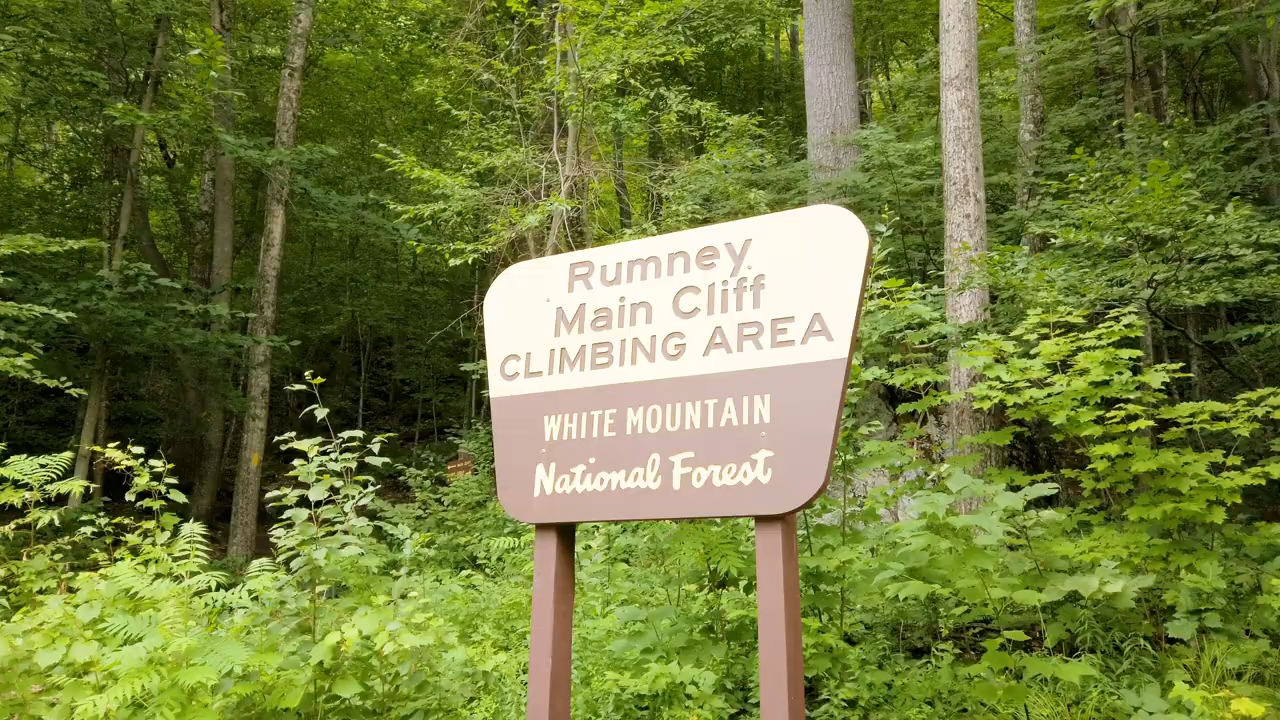 Rumney
Main Cliff
CLIMBING AREA
WHITE MOUNTAIN
National Forest